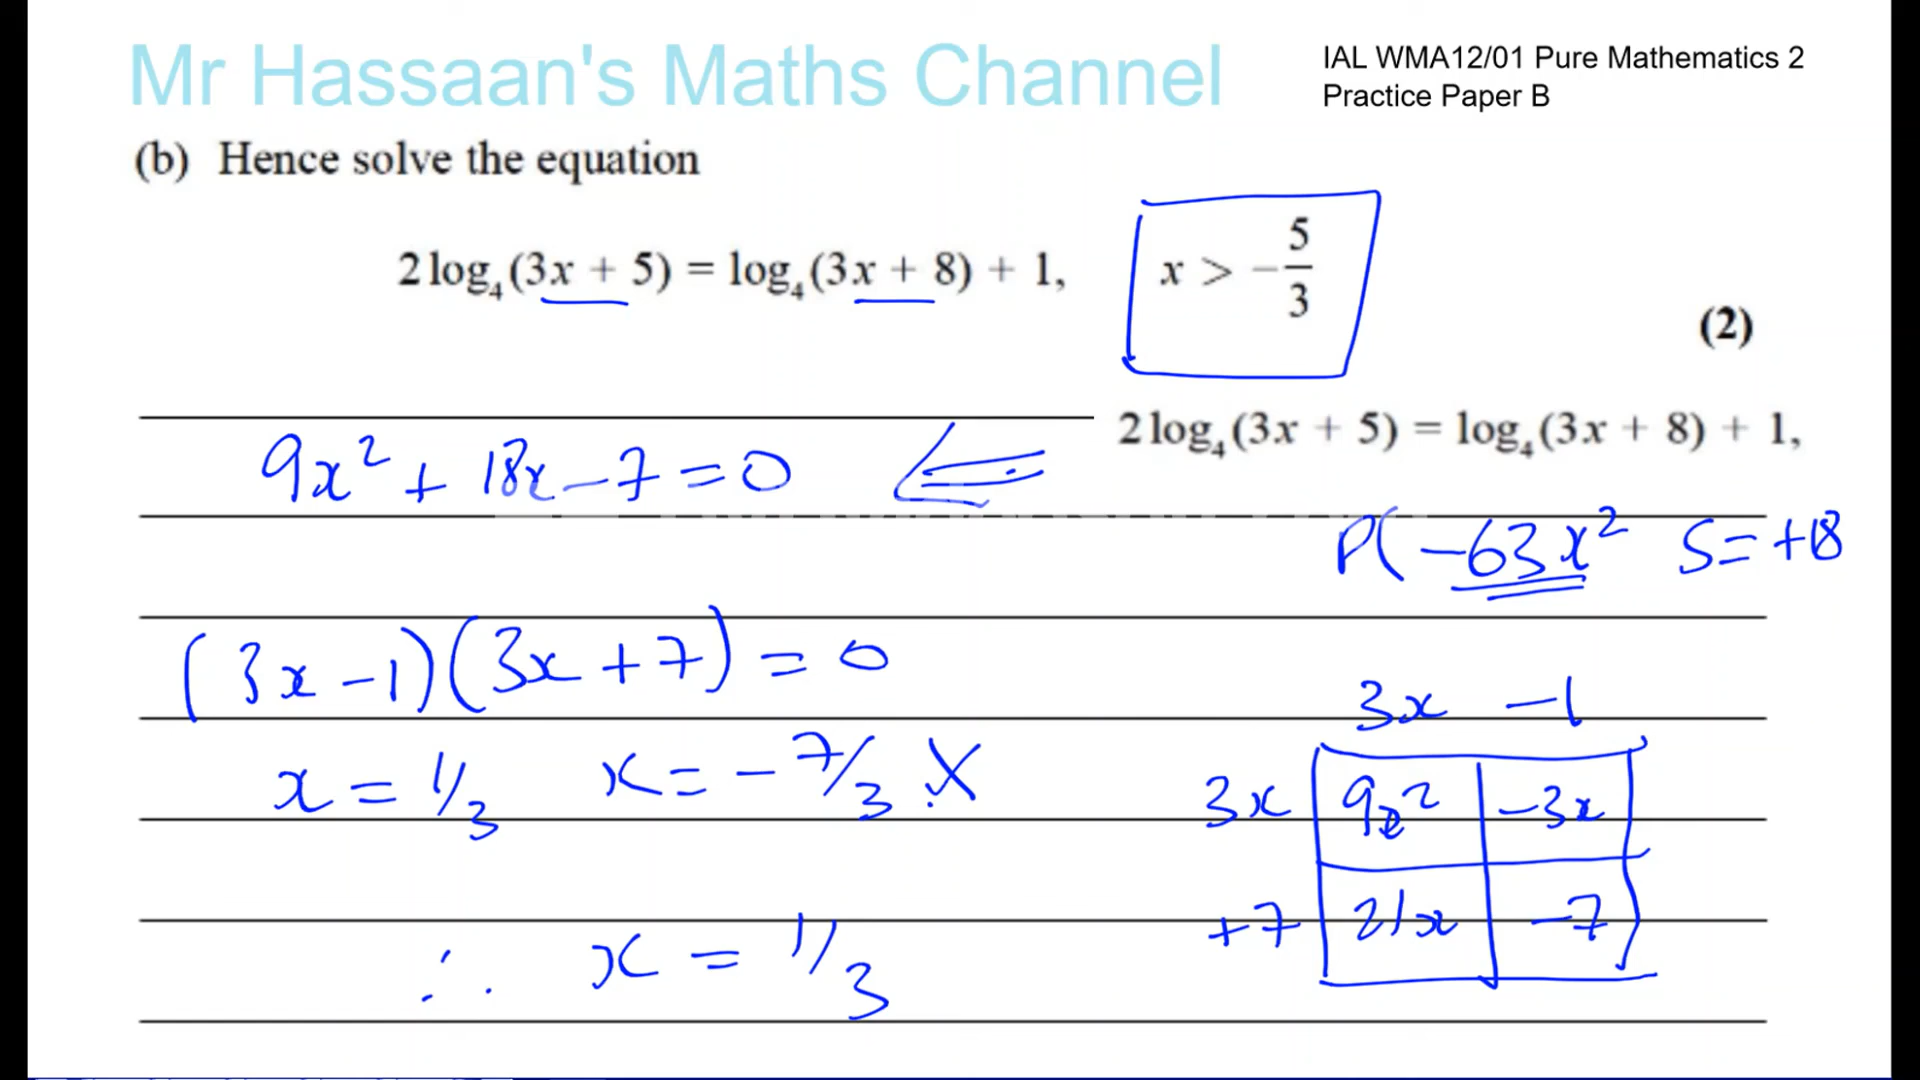 Mr Hassaan's Maths Channel
IAL WMA12/01 Pure Mathematics 2
Practice Paper B
(b) Hence solve the equation
2 log₄(3x + 5) = log₄(3x + 8) + 1, x > −5/3
(2)
2 log₄(3x + 5) = log₄(3x + 8) + 1,
9x² + 18x − 7 = 0
P( −63x² S = +18
(3x − 1)(3x + 7) = 0
3x −1
x = 1/3 x = −7/3 X
3x 9x² −3x
+7 21x −7
∴ x = 1/3